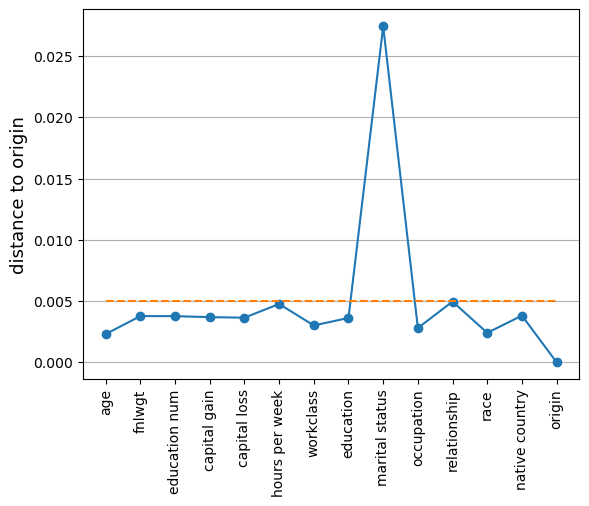 distance to origin
0.025
0.020
0.015
0.010
0.005
0.000
age
fnlwgt
education num
capital gain
capital loss
hours per week
workclass
education
marital status
occupation
relationship
race
native country
origin